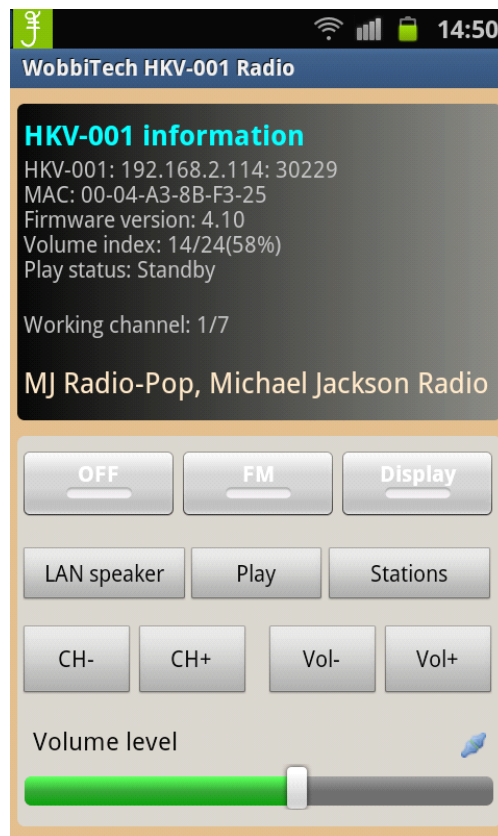 14:50
WobbiTech HKV-001 Radio
HKV-001 information
HKV-001: 192.168.2.114: 30229
MAC: 00-04-A3-8B-F3-25
Firmware version: 4.10
Volume index: 14/24(58%)
Play status: Standby
Working channel: 1/7
MJ Radio-Pop, Michael Jackson Radio
OFF FM Display
LAN speaker Play Stations
CH- CH+ Vol- Vol+
Volume level